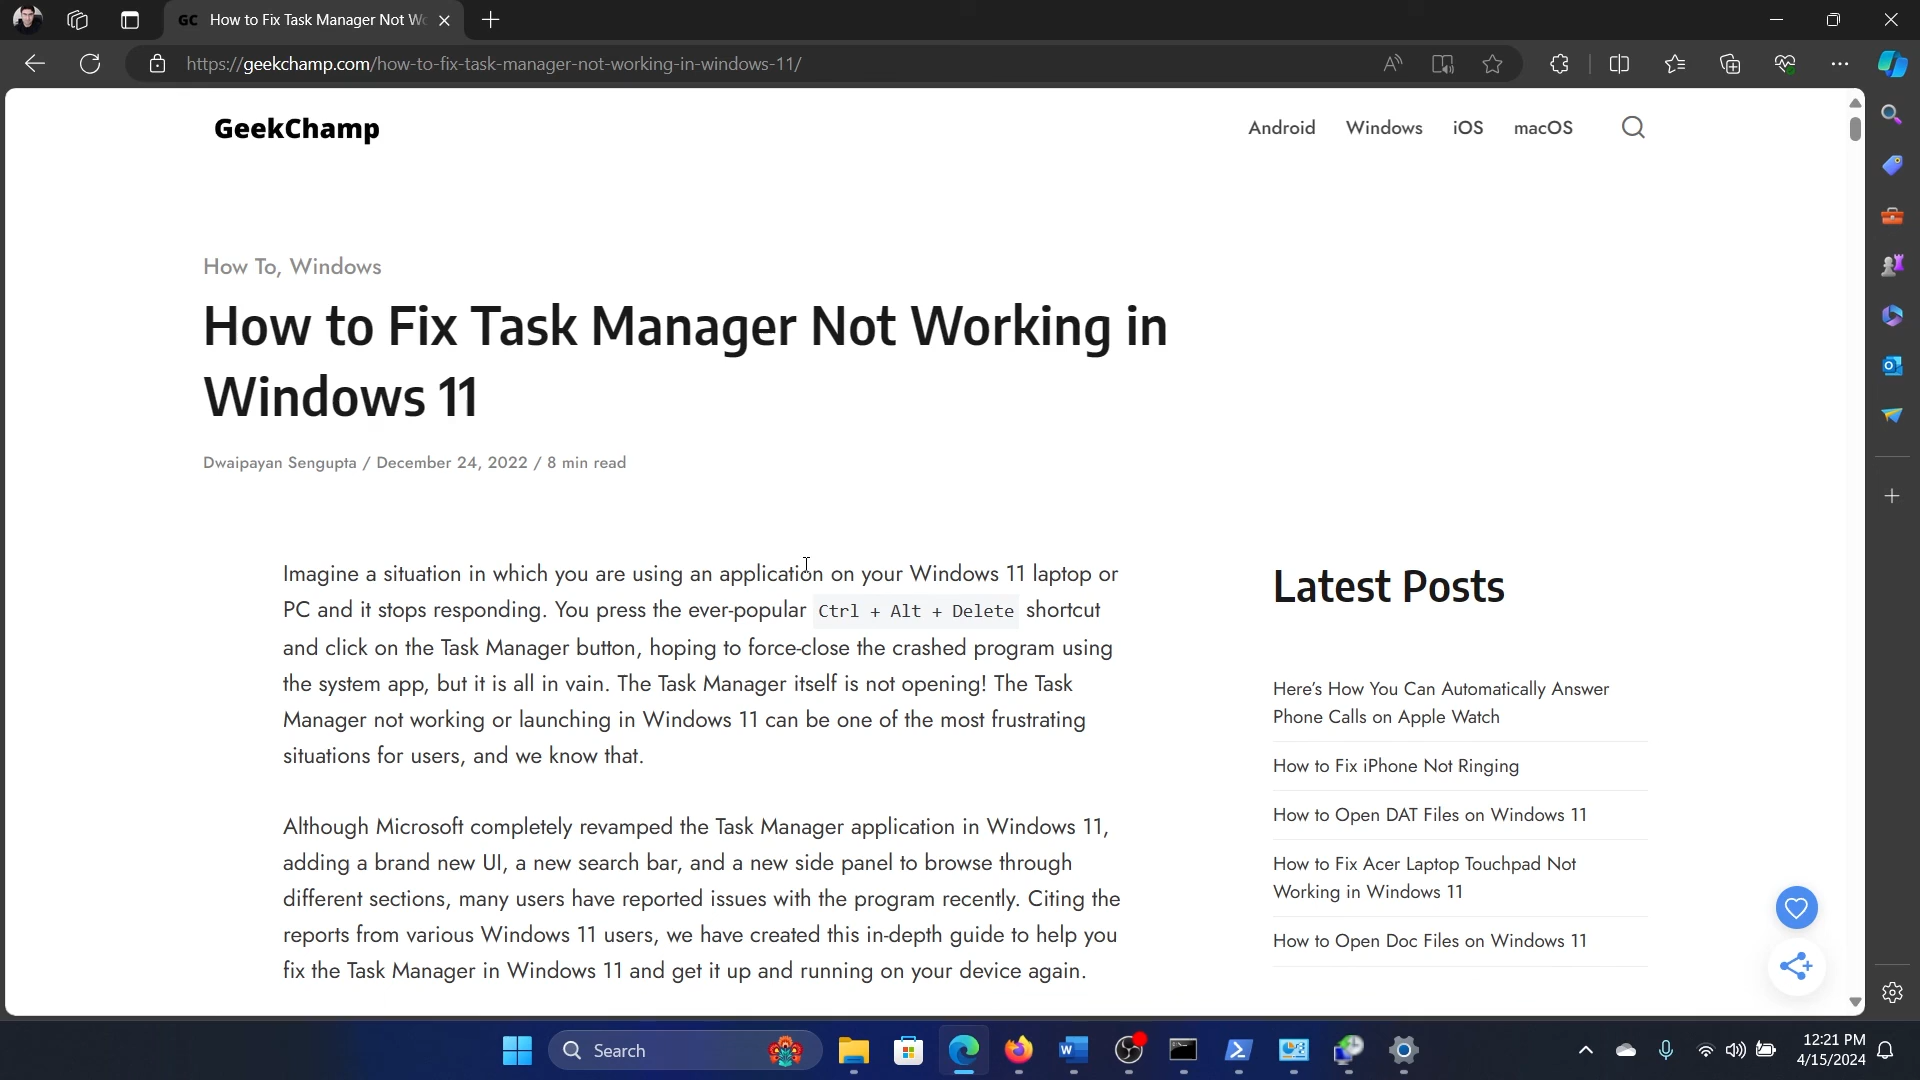 GC How to Fix Task Manager Not Wo
https://geekchamp.com/how-to-fix-task-manager-not-working-in-windows-11/
GeekChamp
Android Windows iOS macOS
How To, Windows
How to Fix Task Manager Not Working in
Windows 11
Dwaipayan Sengupta / December 24, 2022 / 8 min read
Imagine a situation in which you are using an application on your Windows 11 laptop or
PC and it stops responding. You press the ever-popular Ctrl + Alt + Delete shortcut
and click on the Task Manager button, hoping to force-close the crashed program using
the system app, but it is all in vain. The Task Manager itself is not opening! The Task
Manager not working or launching in Windows 11 can be one of the most frustrating
situations for users, and we know that.
Although Microsoft completely revamped the Task Manager application in Windows 11,
adding a brand new UI, a new search bar, and a new side panel to browse through
different sections, many users have reported issues with the program recently. Citing the
reports from various Windows 11 users, we have created this in-depth guide to help you
fix the Task Manager in Windows 11 and get it up and running on your device again.
Latest Posts
Here's How You Can Automatically Answer
Phone Calls on Apple Watch
How to Fix iPhone Not Ringing
How to Open DAT Files on Windows 11
How to Fix Acer Laptop Touchpad Not
Working in Windows 11
How to Open Doc Files on Windows 11
Search
12:21 PM
4/15/2024